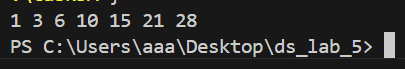 1 3 6 10 15 21 28
PS C:\Users\aaa\Desktop\ds_lab_5>